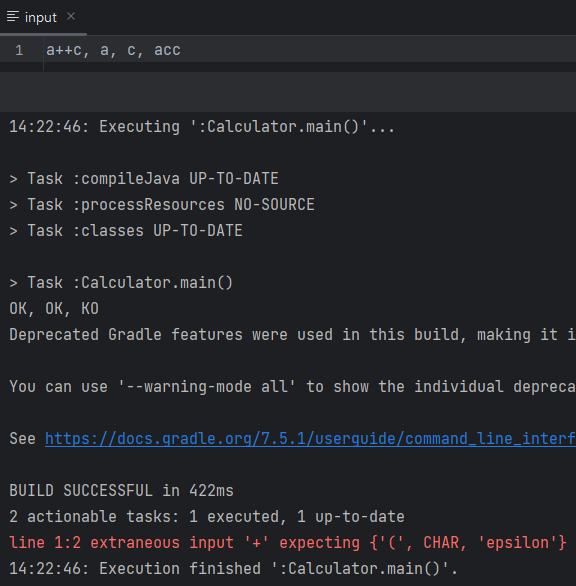 input ×
1 a++c, a, c, acc
14:22:46: Executing ':Calculator.main()'...
> Task :compileJava UP-TO-DATE
> Task :processResources NO-SOURCE
> Task :classes UP-TO-DATE
> Task :Calculator.main()
OK, OK, KO
Deprecated Gradle features were used in this build, making it i
You can use '--warning-mode all' to show the individual depreca
See https://docs.gradle.org/7.5.1/userguide/command_line_interf
BUILD SUCCESSFUL in 422ms
2 actionable tasks: 1 executed, 1 up-to-date
line 1:2 extraneous input '+' expecting {'(', CHAR, 'epsilon'}
14:22:46: Execution finished ':Calculator.main()'.